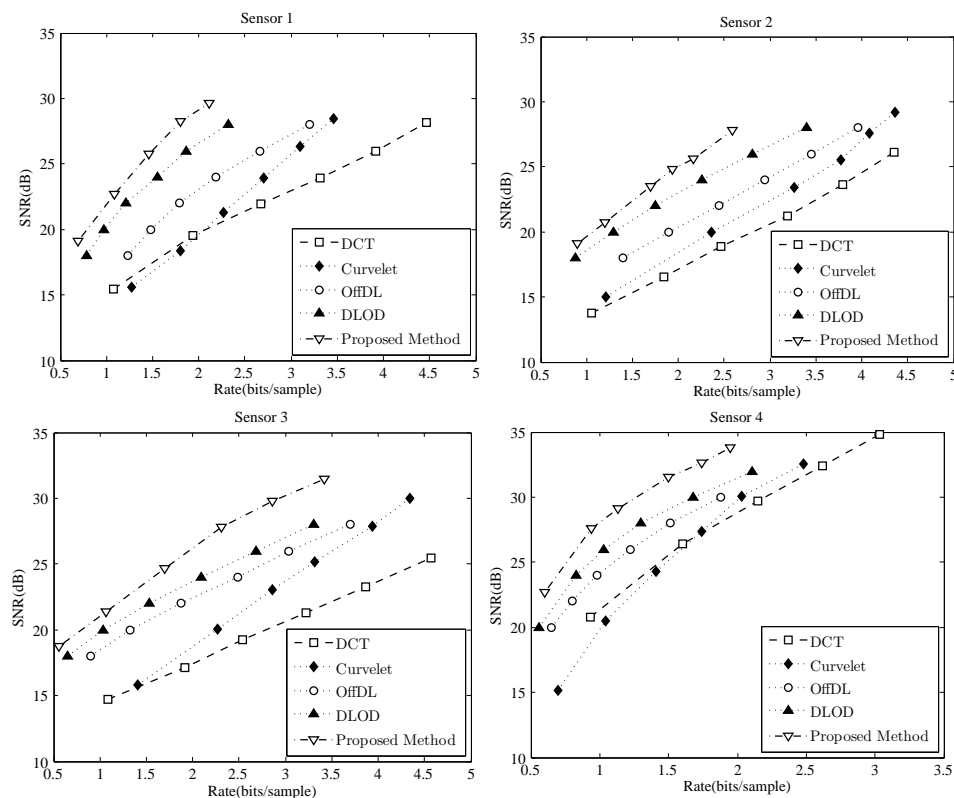 Sensor 1
35
30
25
20
15
10
SNR(dB)
0.5 1 1.5 2 2.5 3 3.5 4 4.5 5
Rate(bits/sample)
DCT
Curvelet
OffDL
DLOD
Proposed Method
Sensor 2
35
30
25
20
15
10
SNR(dB)
0.5 1 1.5 2 2.5 3 3.5 4 4.5 5
Rate(bits/sample)
DCT
Curvelet
OffDL
DLOD
Proposed Method
Sensor 3
35
30
25
20
15
10
SNR(dB)
0.5 1 1.5 2 2.5 3 3.5 4 4.5 5
Rate(bits/sample)
DCT
Curvelet
OffDL
DLOD
Proposed Method
Sensor 4
35
30
25
20
15
10
SNR(dB)
0.5 1 1.5 2 2.5 3 3.5
Rate(bits/sample)
DCT
Curvelet
OffDL
DLOD
Proposed Method